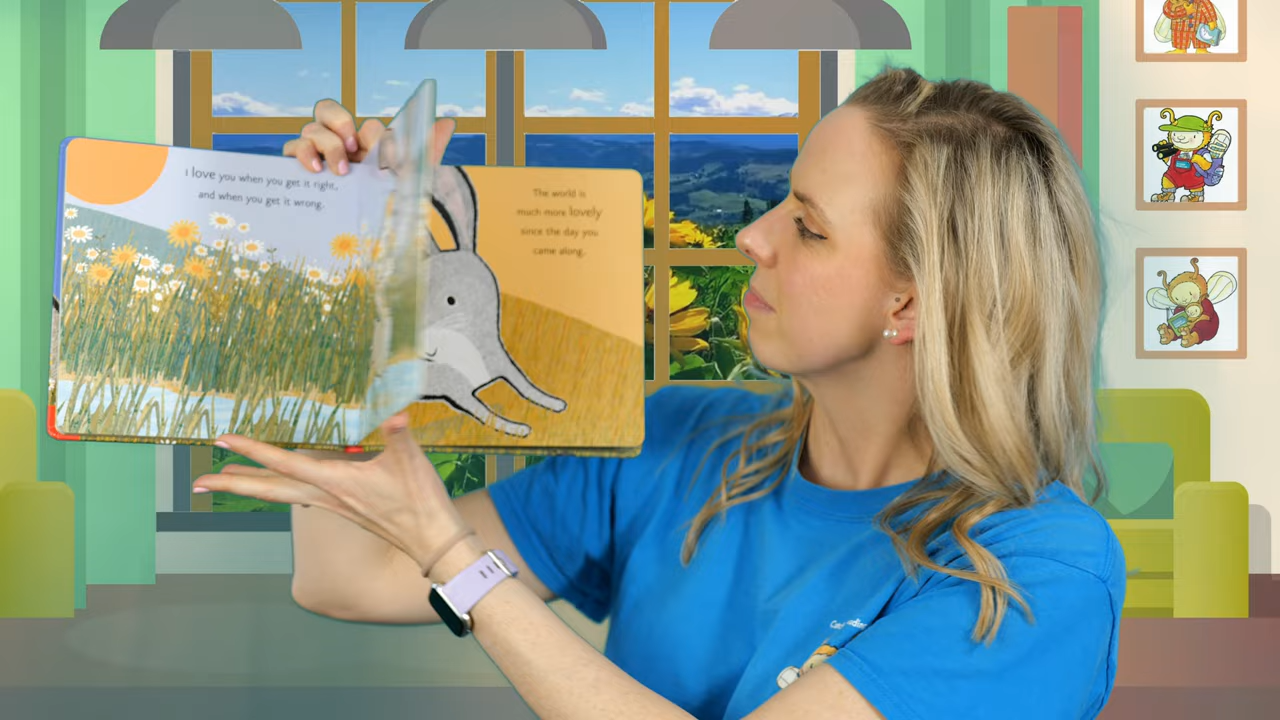 I love you when you get it right,
and when you get it wrong.
The world is
much more lovely
since the day you
came along.